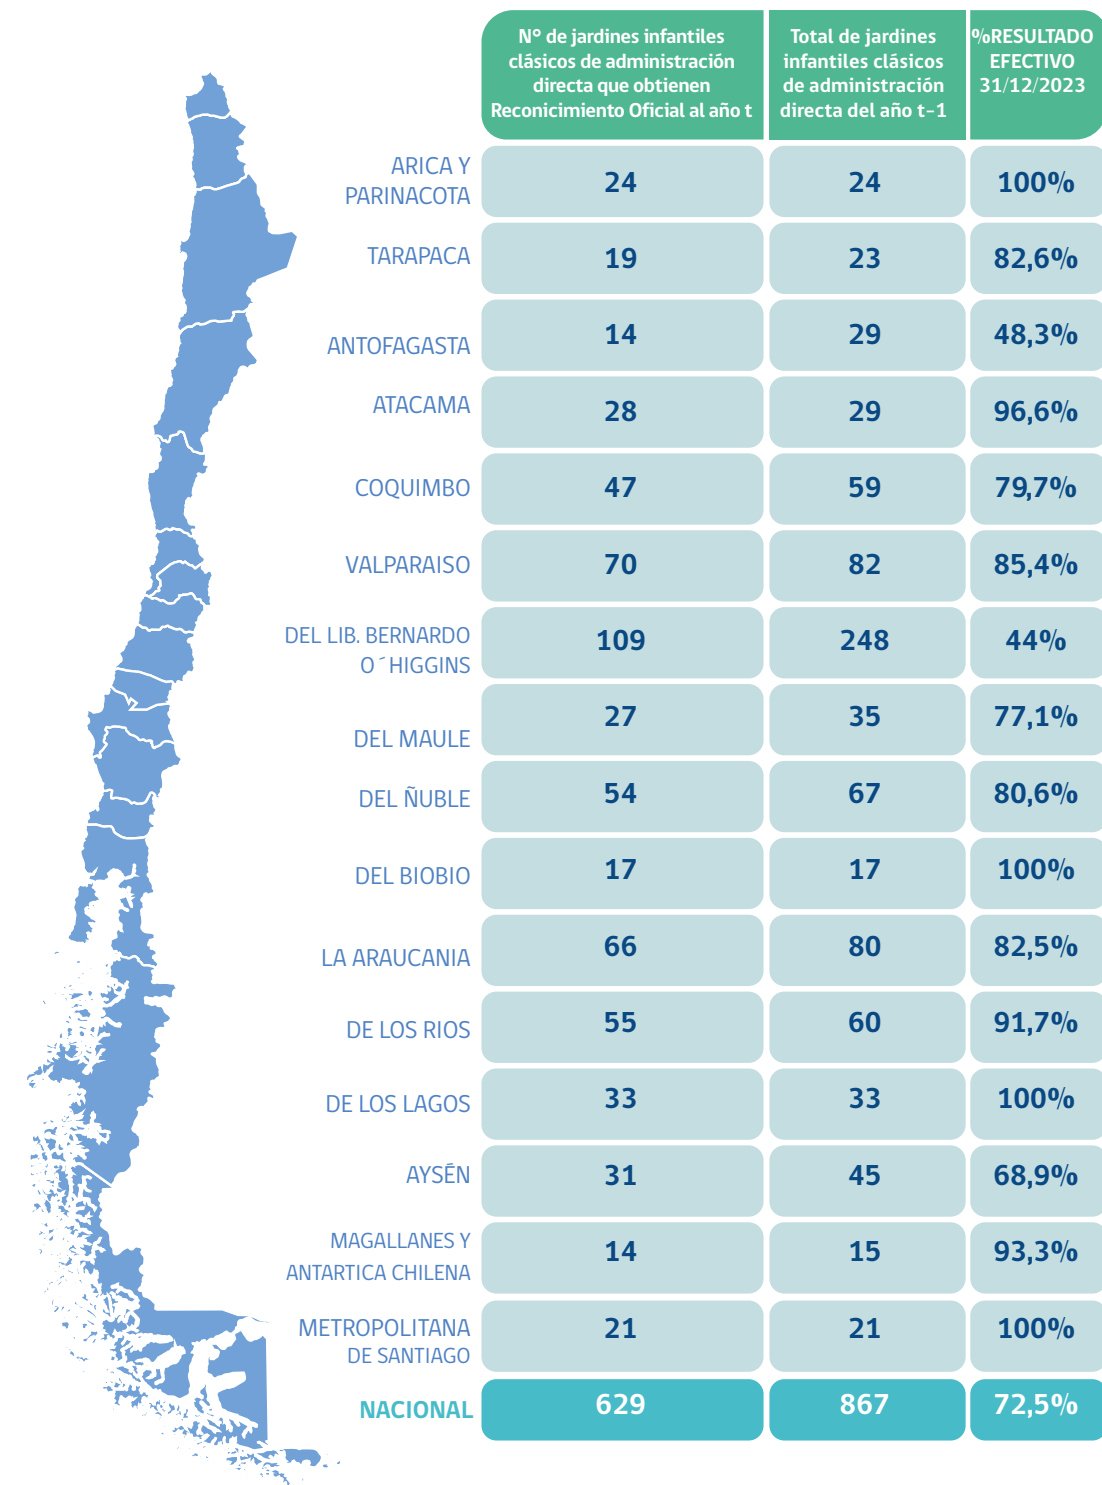 Nº de jardines infantiles
clásicos de administración
directa que obtienen
Reconicimiento Oficial al año t
Total de jardines
infantiles clásicos
de administración
directa del año t-1
%RESULTADO
EFECTIVO
31/12/2023
ARICA Y
PARINACOTA
24 24 100%
TARAPACA 19 23 82,6%
ANTOFAGASTA 14 29 48,3%
ATACAMA 28 29 96,6%
COQUIMBO 47 59 79,7%
VALPARAISO 70 82 85,4%
DEL LIB. BERNARDO
O´HIGGINS
109 248 44%
DEL MAULE 27 35 77,1%
DEL ÑUBLE 54 67 80,6%
DEL BIOBIO 17 17 100%
LA ARAUCANIA 66 80 82,5%
DE LOS RIOS 55 60 91,7%
DE LOS LAGOS 33 33 100%
AYSÉN 31 45 68,9%
MAGALLANES Y
ANTARTICA CHILENA
14 15 93,3%
METROPOLITANA
DE SANTIAGO
21 21 100%
NACIONAL 629 867 72,5%